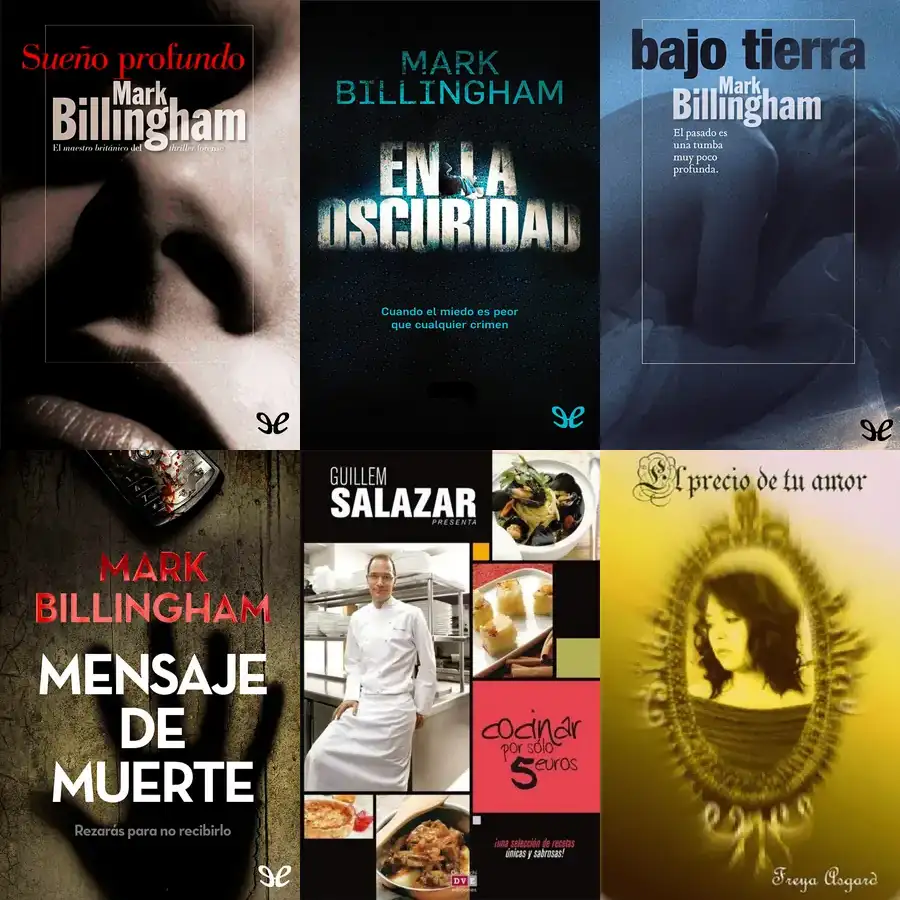 Sueño profundo
Mark
Billingham
El maestro británico del thriller forense
MARK
BILLINGHAM
EN LA
OSCURIDAD
Cuando el miedo es peor
que cualquier crimen
bajo tierra
Mark
Billingham
El pasado es
una tumba
muy poco
profunda.
MARK
BILLINGHAM
MENSAJE
DE
MUERTE
Rezarás para no recibirlo
GUILLEM
SALAZAR
PRESENTA
cocinar
por sólo
5 euros
¡una selección de recetas
únicas y sabrosas!
DVE
El precio de tu amor
Freya Asgard